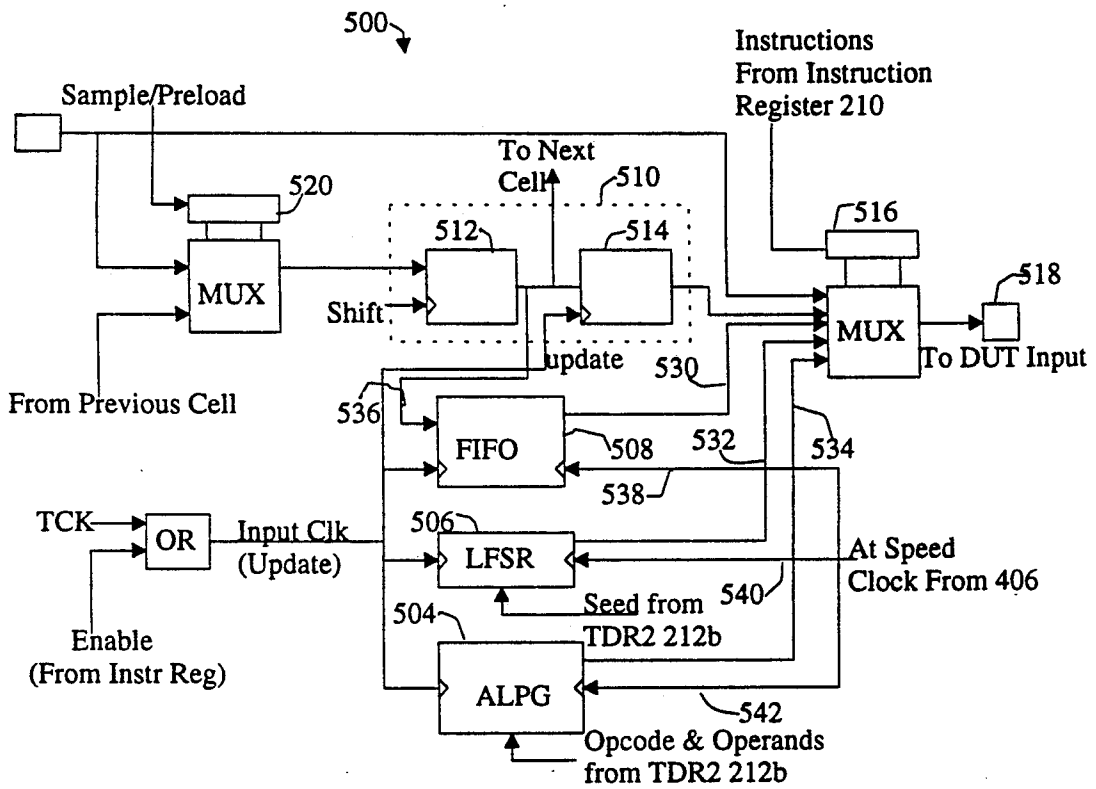 500
Instructions
From Instruction
Register 210
Sample/Preload
To Next
Cell
510
520
512
514
516
518
MUX
Shift
MUX
To DUT Input
update
530
From Previous Cell
536
FIFO
508
532
534
538
TCK
OR
Input Clk
(Update)
506
LFSR
At Speed
Clock From 406
540
Seed from
TDR2 212b
504
Enable
(From Instr Reg)
ALPG
542
Opcode & Operands
from TDR2 212b